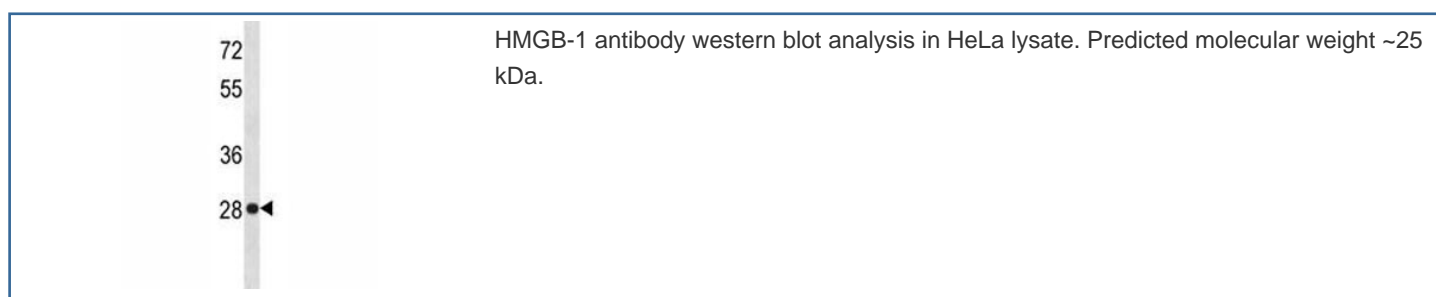 72
55
36
28
HMGB-1 antibody western blot analysis in HeLa lysate. Predicted molecular weight ~25
kDa.